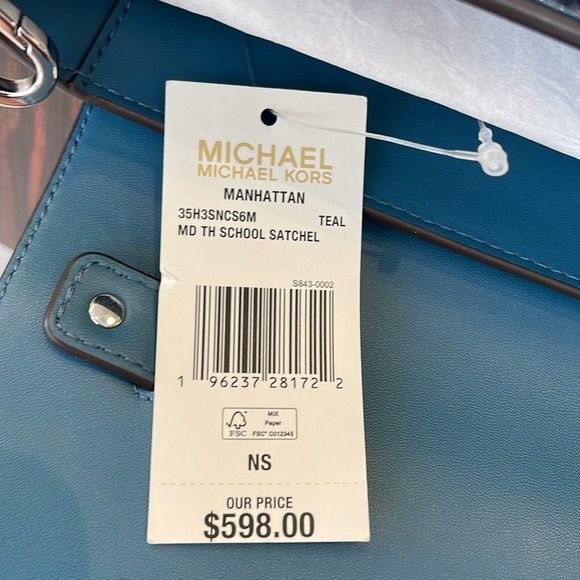 MICHAEL
MICHAEL KORS
MANHATTAN
35H3SNCS6M TEAL
MD TH SCHOOL SATCHEL
S843-0002
1 96237 28172 2
FSC
MIX
Paper
FSC® C012345
NS
OUR PRICE
$598.00